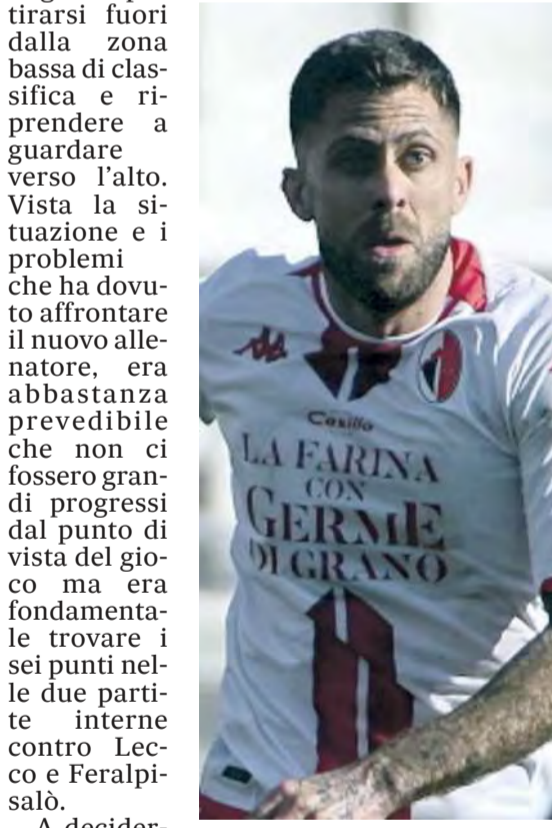 tirarsi fuori
dalla zona
bassa di clas-
sifica e ri-
prendere a
guardare
verso l'alto.
Vista la si-
tuazione e i
problemi
che ha dovu-
to affrontare
il nuovo alle-
natore, era
abbastanza
prevedibile
che non ci
fossero gran-
di progressi
dal punto di
vista del gio-
co ma era
fondamenta-
le trovare i
sei punti nel-
le due parti-
te interne
contro Lec-
co e Feralpi-
salò.
A decider-
Casillo
LA FARINA
CON
GERME
DI GRANO